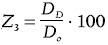 Z₃ = D_D / D_o · 100